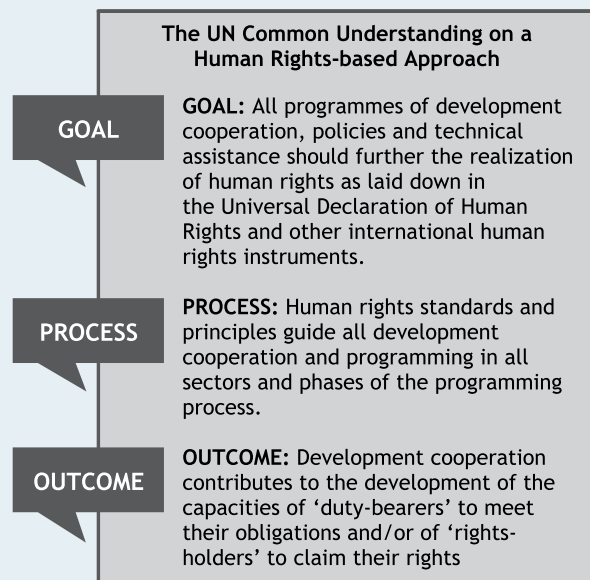 The UN Common Understanding on a
Human Rights-based Approach
GOAL
GOAL: All programmes of development
cooperation, policies and technical
assistance should further the realization
of human rights as laid down in
the Universal Declaration of Human
Rights and other international human
rights instruments.
PROCESS
PROCESS: Human rights standards and
principles guide all development
cooperation and programming in all
sectors and phases of the programming
process.
OUTCOME
OUTCOME: Development cooperation
contributes to the development of the
capacities of ‘duty-bearers’ to meet
their obligations and/or of ‘rights-
holders’ to claim their rights